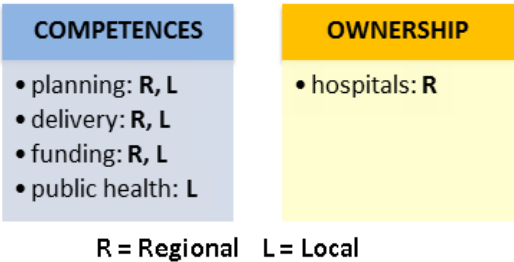 COMPETENCES
• planning: R, L
• delivery: R, L
• funding: R, L
• public health: L
OWNERSHIP
• hospitals: R
R = Regional L = Local